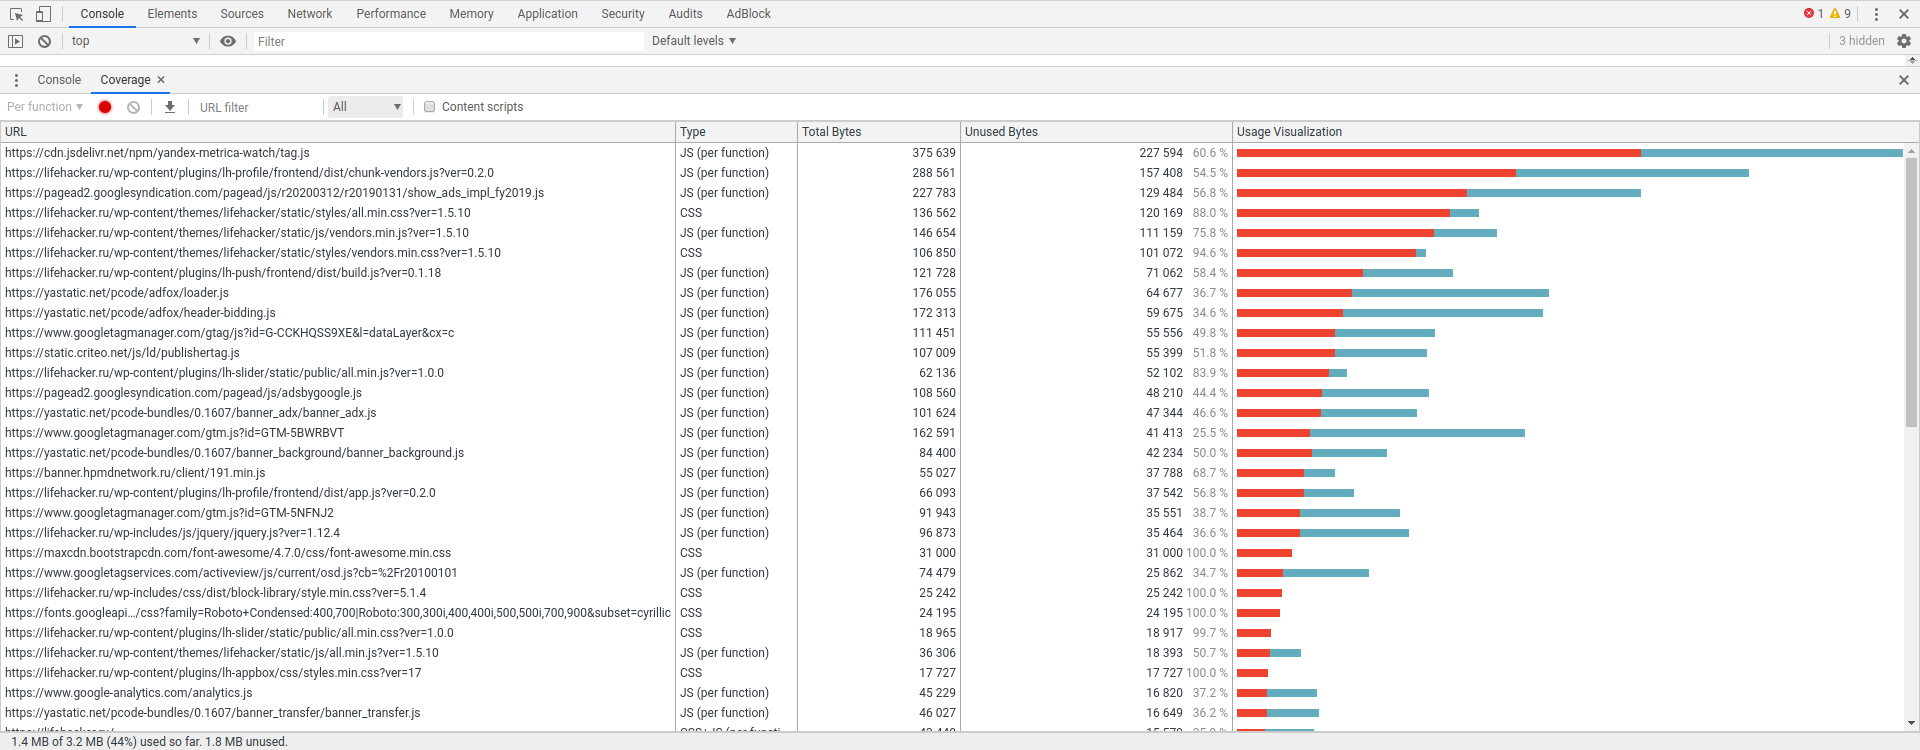 Console Elements Sources Network Performance Memory Application Security Audits AdBlock 1 9
top Filter Default levels 3 hidden
Console Coverage
Per function URL filter All Content scripts
URL Type Total Bytes Unused Bytes Usage Visualization
https://cdn.jsdelivr.net/npm/yandex-metrica-watch/tag.js JS (per function) 375 639 227 594 60.6 %
https://lifehacker.ru/wp-content/plugins/lh-profile/frontend/dist/chunk-vendors.js?ver=0.2.0 JS (per function) 288 561 157 408 54.5 %
https://pagead2.googlesyndication.com/pagead/js/r20200312/r20190131/show_ads_impl_fy2019.js JS (per function) 227 783 129 484 56.8 %
https://lifehacker.ru/wp-content/themes/lifehacker/static/styles/all.min.css?ver=1.5.10 CSS 136 562 120 169 88.0 %
https://lifehacker.ru/wp-content/themes/lifehacker/static/js/vendors.min.js?ver=1.5.10 JS (per function) 146 654 111 159 75.8 %
https://lifehacker.ru/wp-content/themes/lifehacker/static/styles/vendors.min.css?ver=1.5.10 CSS 106 850 101 072 94.6 %
https://lifehacker.ru/wp-content/plugins/lh-push/frontend/dist/build.js?ver=0.1.18 JS (per function) 121 728 71 062 58.4 %
https://yastatic.net/pcode/adfox/loader.js JS (per function) 176 055 64 677 36.7 %
https://yastatic.net/pcode/adfox/header-bidding.js JS (per function) 172 313 59 675 34.6 %
https://www.googletagmanager.com/gtag/js?id=G-CCKHQSS9XE&l=dataLayer&cx=c JS (per function) 111 451 55 556 49.8 %
https://static.criteo.net/js/ld/publishertag.js JS (per function) 107 009 55 399 51.8 %
https://lifehacker.ru/wp-content/plugins/lh-slider/static/public/all.min.js?ver=1.0.0 JS (per function) 62 136 52 102 83.9 %
https://pagead2.googlesyndication.com/pagead/js/adsbygoogle.js JS (per function) 108 560 48 210 44.4 %
https://yastatic.net/pcode-bundles/0.1607/banner_adx/banner_adx.js JS (per function) 101 624 47 344 46.6 %
https://www.googletagmanager.com/gtm.js?id=GTM-5BWRBVT JS (per function) 162 591 41 413 25.5 %
https://yastatic.net/pcode-bundles/0.1607/banner_background/banner_background.js JS (per function) 84 400 42 234 50.0 %
https://banner.hpmdnetwork.ru/client/191.min.js JS (per function) 55 027 37 788 68.7 %
https://lifehacker.ru/wp-content/plugins/lh-profile/frontend/dist/app.js?ver=0.2.0 JS (per function) 66 093 37 542 56.8 %
https://www.googletagmanager.com/gtm.js?id=GTM-5NFNJ2 JS (per function) 91 943 35 551 38.7 %
https://lifehacker.ru/wp-includes/js/jquery/jquery.js?ver=1.12.4 JS (per function) 96 873 35 464 36.6 %
https://maxcdn.bootstrapcdn.com/font-awesome/4.7.0/css/font-awesome.min.css CSS 31 000 31 000 100.0 %
https://www.googletagservices.com/activeview/js/current/osd.js?cb=%2Fr20100101 JS (per function) 74 479 25 862 34.7 %
https://lifehacker.ru/wp-includes/css/dist/block-library/style.min.css?ver=5.1.4 CSS 25 242 25 242 100.0 %
https://fonts.googleapi…/css?family=Roboto+Condensed:400,700|Roboto:300,300i,400,400i,500,500i,700,900&subset=cyrillic CSS 24 195 24 195 100.0 %
https://lifehacker.ru/wp-content/plugins/lh-slider/static/public/all.min.css?ver=1.0.0 CSS 18 965 18 917 99.7 %
https://lifehacker.ru/wp-content/themes/lifehacker/static/js/all.min.js?ver=1.5.10 JS (per function) 36 306 18 393 50.7 %
https://lifehacker.ru/wp-content/plugins/lh-appbox/css/styles.min.css?ver=17 CSS 17 727 17 727 100.0 %
https://www.google-analytics.com/analytics.js JS (per function) 45 229 16 820 37.2 %
https://yastatic.net/pcode-bundles/0.1607/banner_transfer/banner_transfer.js JS (per function) 46 027 16 649 36.2 %
1.4 MB of 3.2 MB (44%) used so far. 1.8 MB unused.